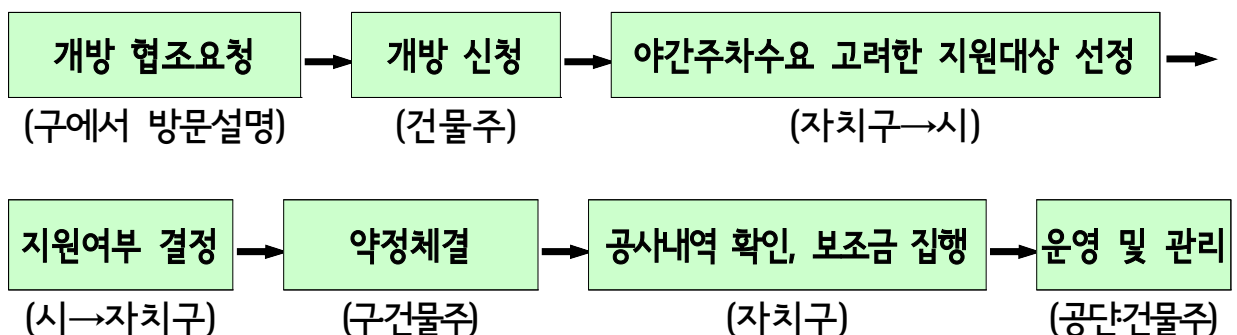 개방 협조요청 → 개방 신청 → 야간주차수요 고려한 지원대상 선정 →
(구에서 방문설명) (건물주) (자치구→시)
지원여부 결정 → 약정체결 → 공사내역 확인, 보조금 집행 → 운영 및 관리
(시→자치구) (구건물주) (자치구) (공단·건물주)